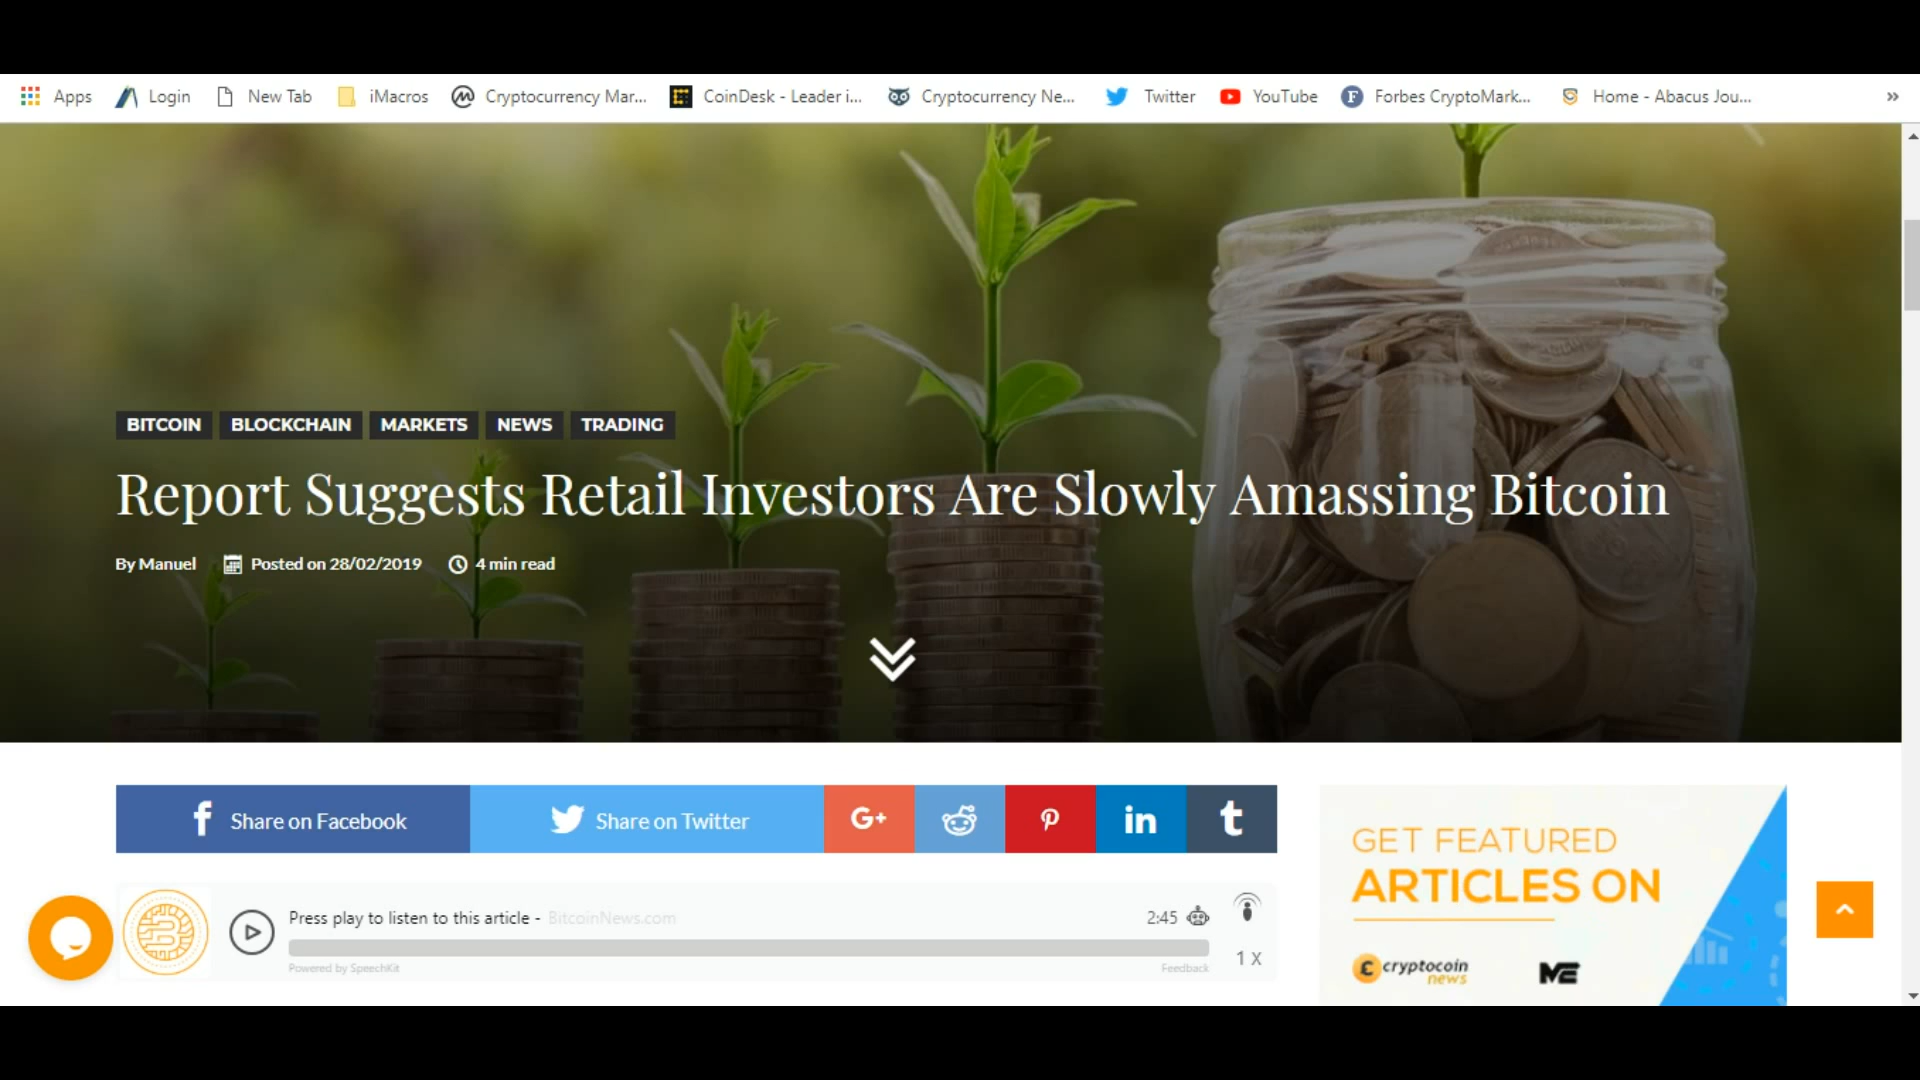 Apps Login New Tab iMacros Cryptocurrency Mar... CoinDesk - Leader i... Cryptocurrency Ne... Twitter YouTube Forbes CryptoMark... Home - Abacus Jou... »
BITCOIN BLOCKCHAIN MARKETS NEWS TRADING
Report Suggests Retail Investors Are Slowly Amassing Bitcoin
By Manuel Posted on 28/02/2019 4 min read
Share on Facebook Share on Twitter G+ in t
Press play to listen to this article - BitcoinNews.com 2:45
Powered by SpeechKit Feedback 1 X
GET FEATURED
ARTICLES ON
cryptocoin
news
ME